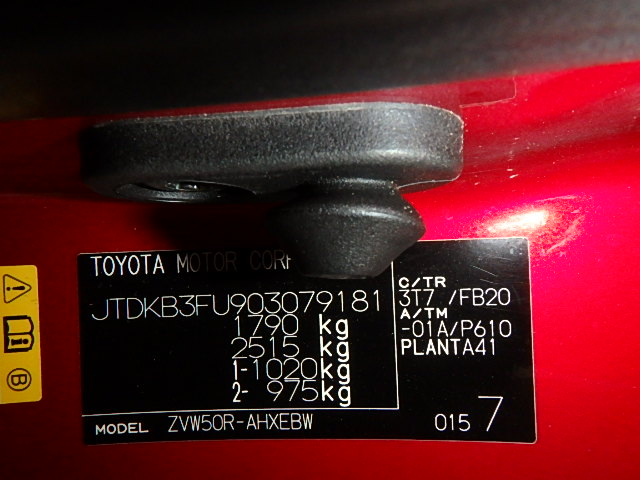 TOYOTA MOTOR COR
JTDKB3FU903079181
1790 kg
2515 kg
1-1020kg
2- 975kg
C/TR
3T7 /FB20
A/TM
-01A/P610
PLANTA41
MODEL ZVW50R-AHXEBW
015 7
B